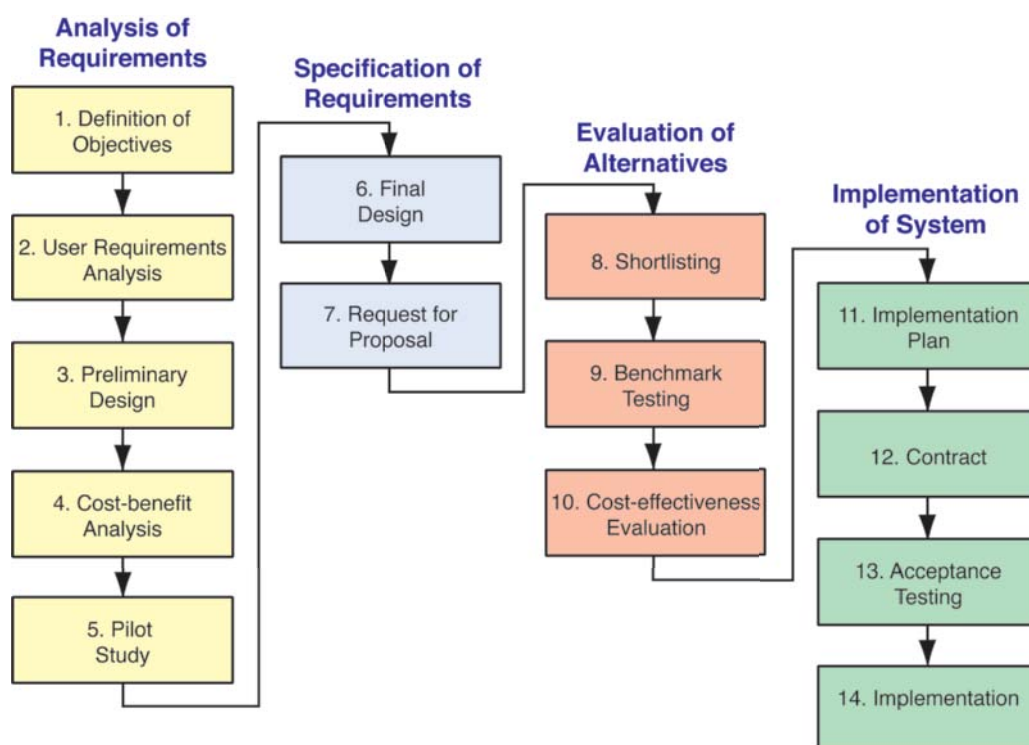 Analysis of
Requirements
1. Definition of
Objectives
2. User Requirements
Analysis
3. Preliminary
Design
4. Cost-benefit
Analysis
5. Pilot
Study
Specification of
Requirements
6. Final
Design
7. Request for
Proposal
Evaluation of
Alternatives
8. Shortlisting
9. Benchmark
Testing
10. Cost-effectiveness
Evaluation
Implementation
of System
11. Implementation
Plan
12. Contract
13. Acceptance
Testing
14. Implementation